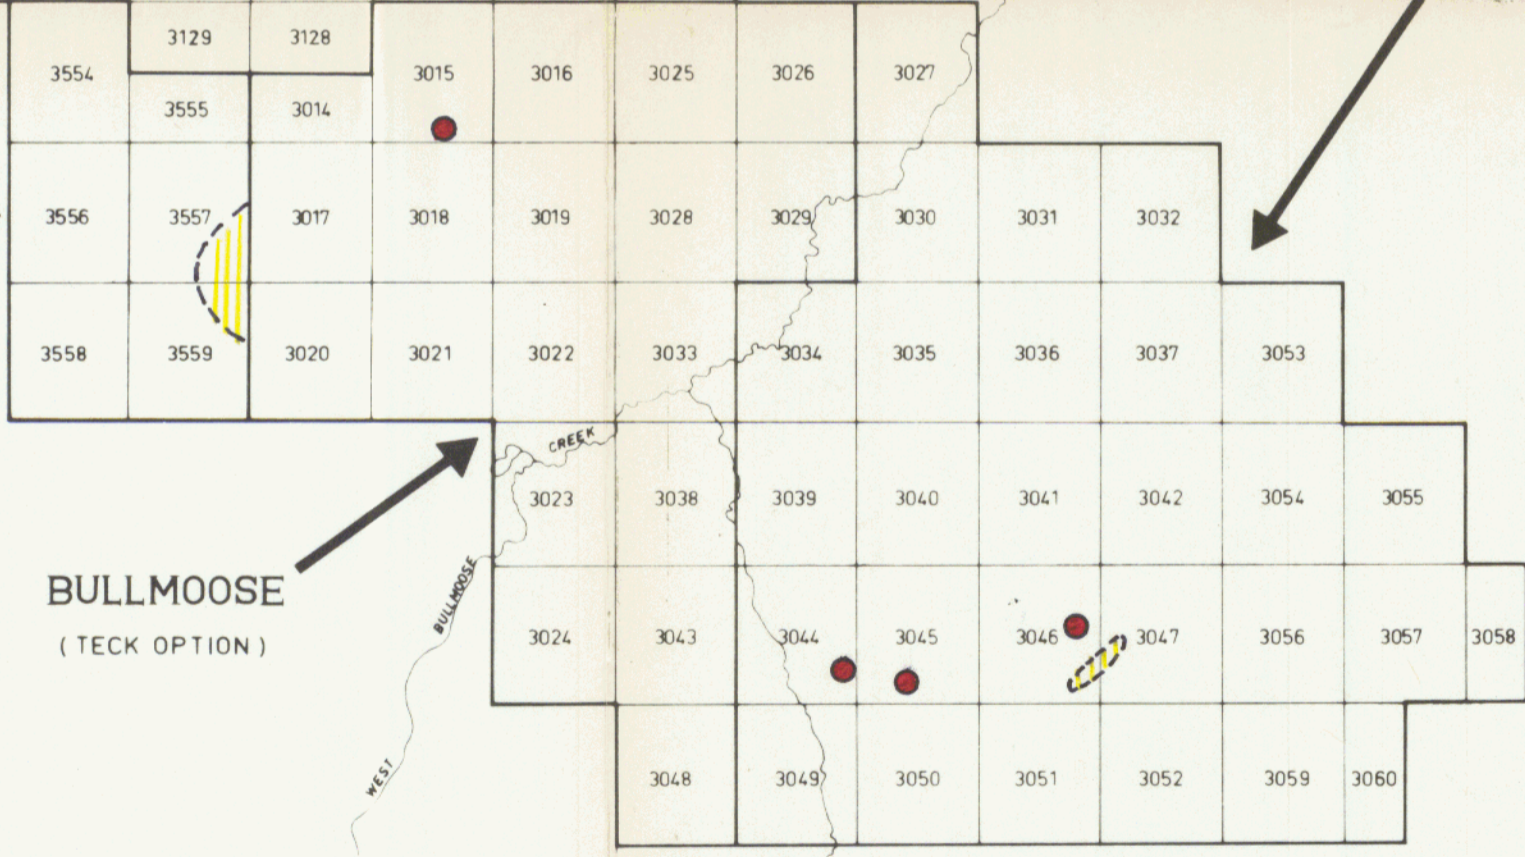 3129 3128
3554 3015 3016 3025 3026 3027
3555 3014
3556 3557 3017 3018 3019 3028 3029 3030 3031 3032
3558 3559 3020 3021 3022 3033 3034 3035 3036 3037 3053
CREEK
3023 3038 3039 3040 3041 3042 3054 3055
BULLMOOSE
(TECK OPTION)
BULLMOOSE
3024 3043 3044 3045 3046 3047 3056 3057 3058
WEST
3048 3049 3050 3051 3052 3059 3060